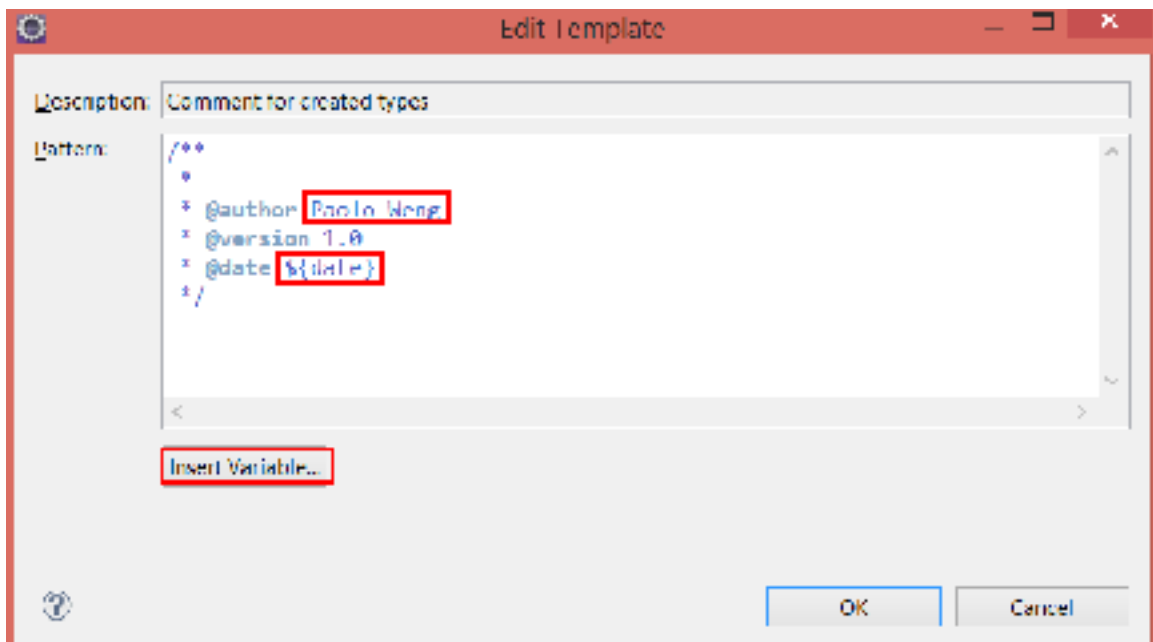 Edit Template
Description: Comment for created types
Pattern:
/**
*
* @author Paolo Weng
* @version 1.0
* @date ${date}
*/
Insert Variable...
OK Cancel